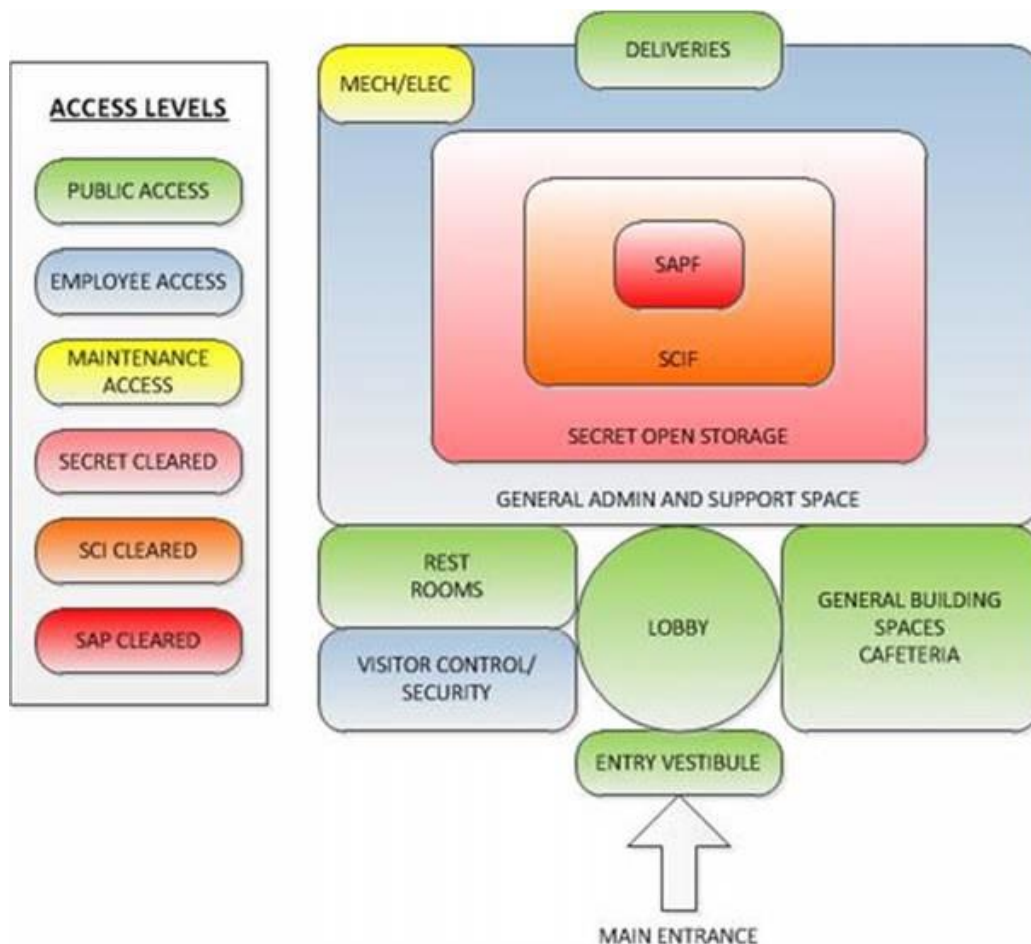 ACCESS LEVELS
PUBLIC ACCESS
EMPLOYEE ACCESS
MAINTENANCE
ACCESS
SECRET CLEARED
SCI CLEARED
SAP CLEARED
DELIVERIES
MECH/ELEC
SAPF
SCIF
SECRET OPEN STORAGE
GENERAL ADMIN AND SUPPORT SPACE
REST
ROOMS
VISITOR CONTROL/
SECURITY
LOBBY
GENERAL BUILDING
SPACES
CAFETERIA
ENTRY VESTIBULE
MAIN ENTRANCE